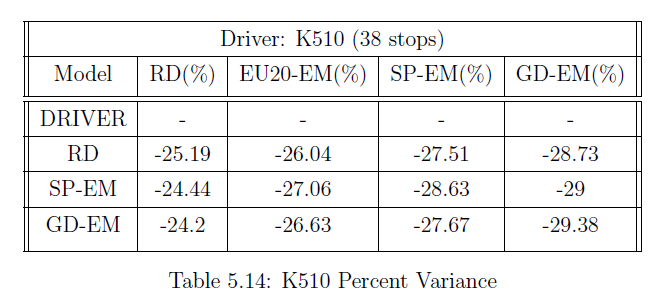 Driver: K510 (38 stops)
Model RD(%) EU20-EM(%) SP-EM(%) GD-EM(%)
DRIVER - - - -
RD -25.19 -26.04 -27.51 -28.73
SP-EM -24.44 -27.06 -28.63 -29
GD-EM -24.2 -26.63 -27.67 -29.38
Table 5.14: K510 Percent Variance